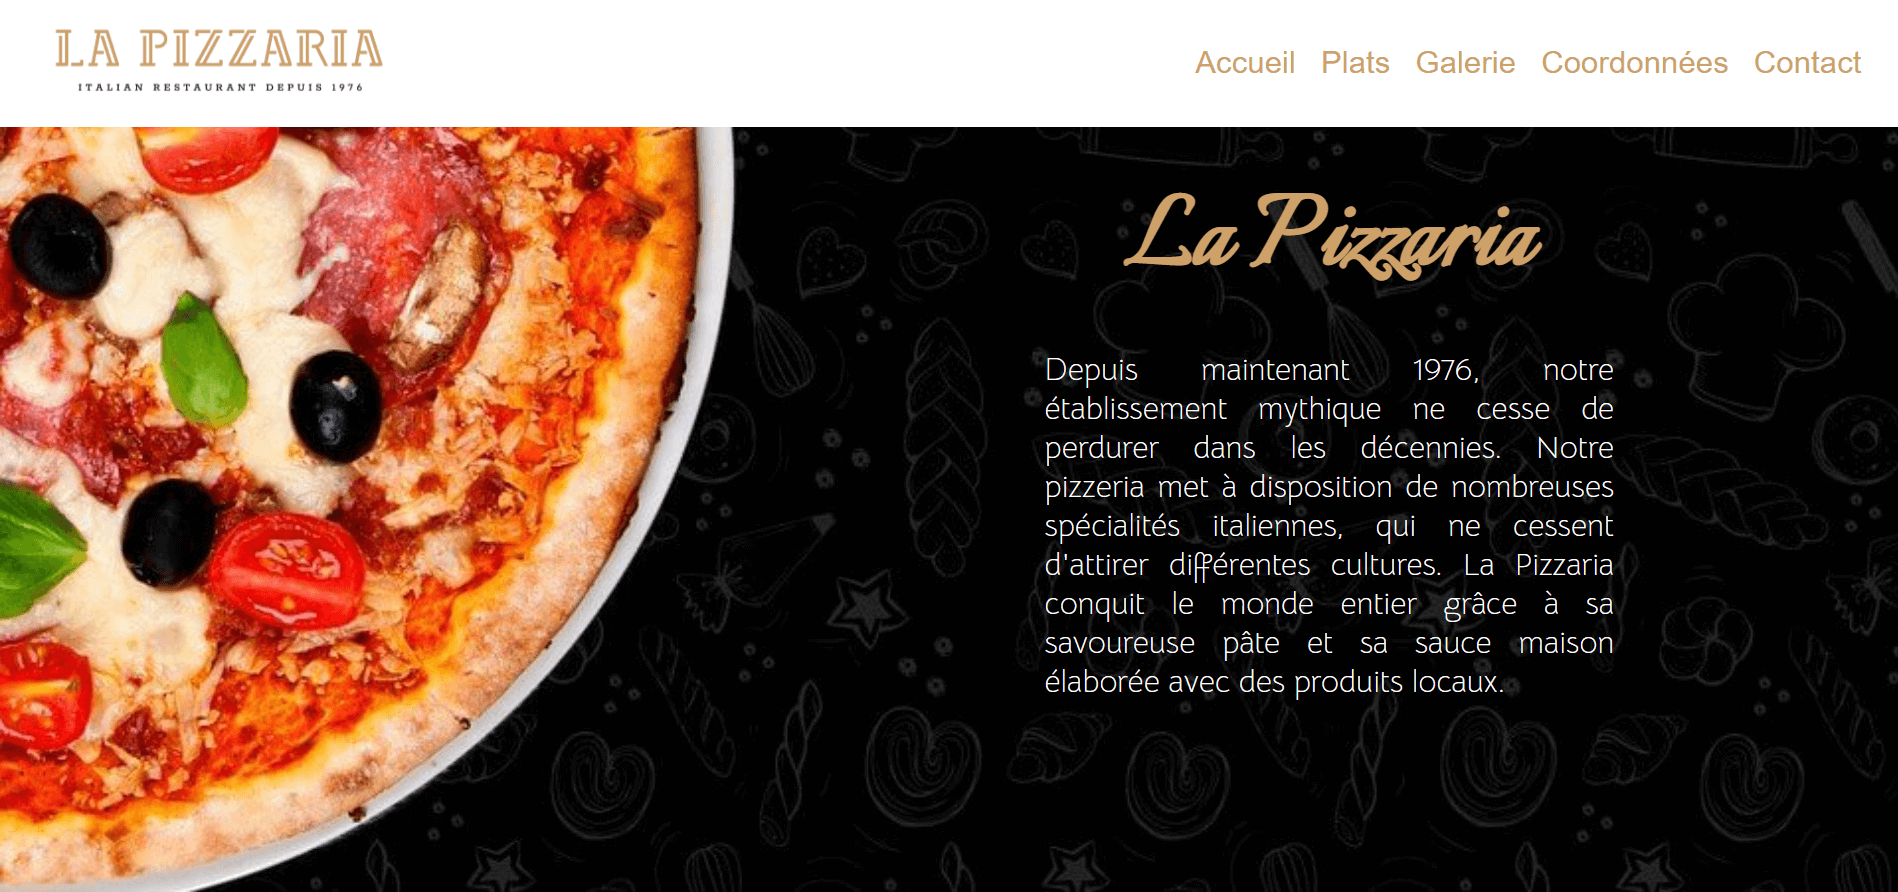 LA PIZZARIA
ITALIAN RESTAURANT DEPUIS 1976
Accueil Plats Galerie Coordonnées Contact
La Pizzaria
Depuis maintenant 1976, notre
établissement mythique ne cesse de
perdurer dans les décennies. Notre
pizzeria met à disposition de nombreuses
spécialités italiennes, qui ne cessent
d'attirer différentes cultures. La Pizzaria
conquit le monde entier grâce à sa
savoureuse pâte et sa sauce maison
élaborée avec des produits locaux.